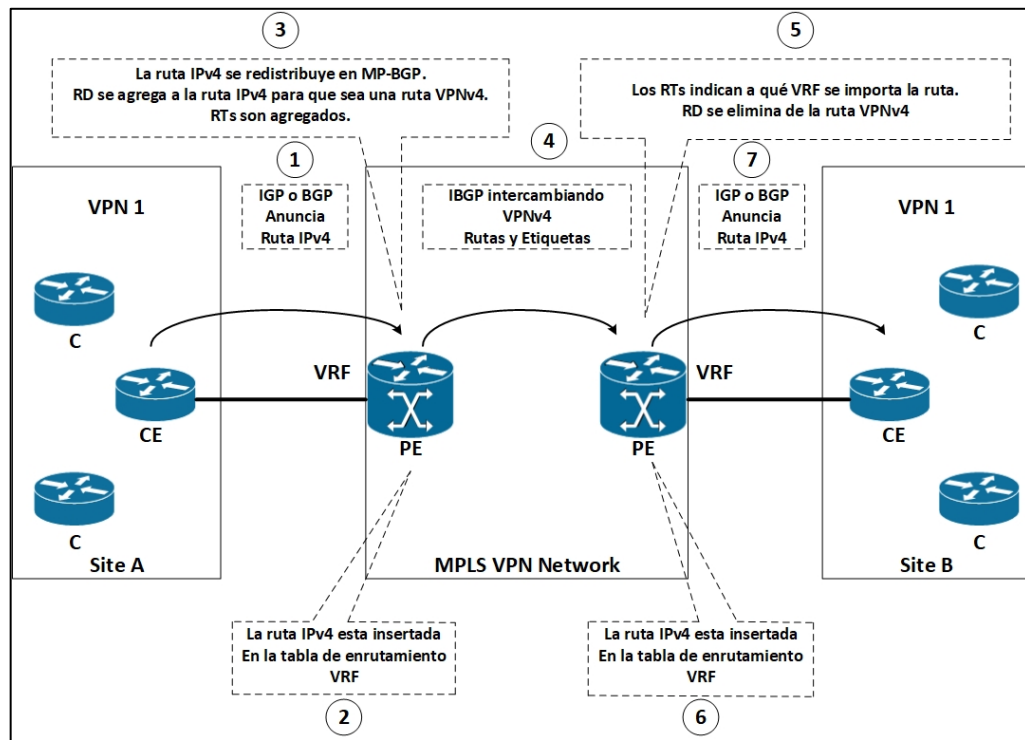 3
5
La ruta IPv4 se redistribuye en MP-BGP.
RD se agrega a la ruta IPv4 para que sea una ruta VPNv4.
RTs son agregados.
Los RTs indican a qué VRF se importa la ruta.
RD se elimina de la ruta VPNv4
1
4
7
IGP o BGP
Anuncia
Ruta IPv4
IBGP intercambiando
VPNv4
Rutas y Etiquetas
IGP o BGP
Anuncia
Ruta IPv4
VPN 1
VPN 1
C
C
VRF
VRF
CE
PE
PE
CE
C
C
Site A
MPLS VPN Network
Site B
La ruta IPv4 esta insertada
En la tabla de enrutamiento
VRF
La ruta IPv4 esta insertada
En la tabla de enrutamiento
VRF
2
6